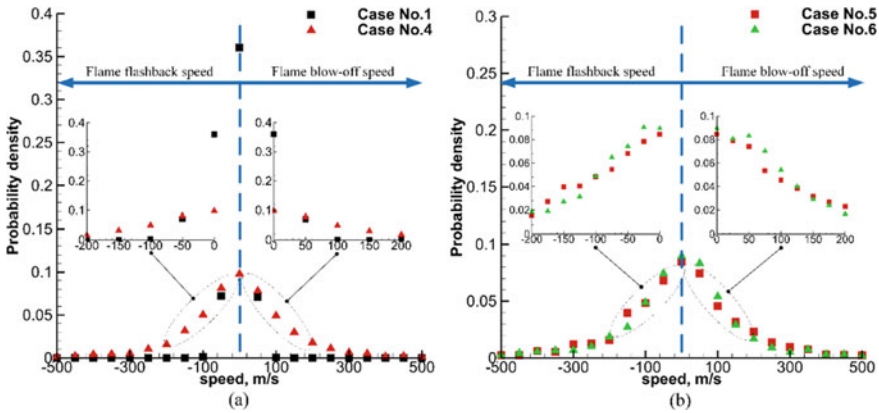 Case No.1
Case No.4
Flame flashback speed
Flame blow-off speed
Probability density
0.4
0.35
0.3
0.25
0.2
0.15
0.1
0.05
0
0.4
0.3
0.2
0.1
0
-200 -150 -100 -50 0
0.4
0.3
0.2
0.1
0
0 50 100 150 200
-500 -300 -100 100 300 500
speed, m/s
(a)
Case No.5
Case No.6
Flame flashback speed
Flame blow-off speed
Probability density
0.3
0.25
0.2
0.15
0.1
0.05
0
0.1
0.08
0.06
0.04
0.02
-200 -150 -100 -50 0
0.1
0.08
0.06
0.04
0.02
0 50 100 150 200
-500 -300 -100 100 300 500
speed, m/s
(b)